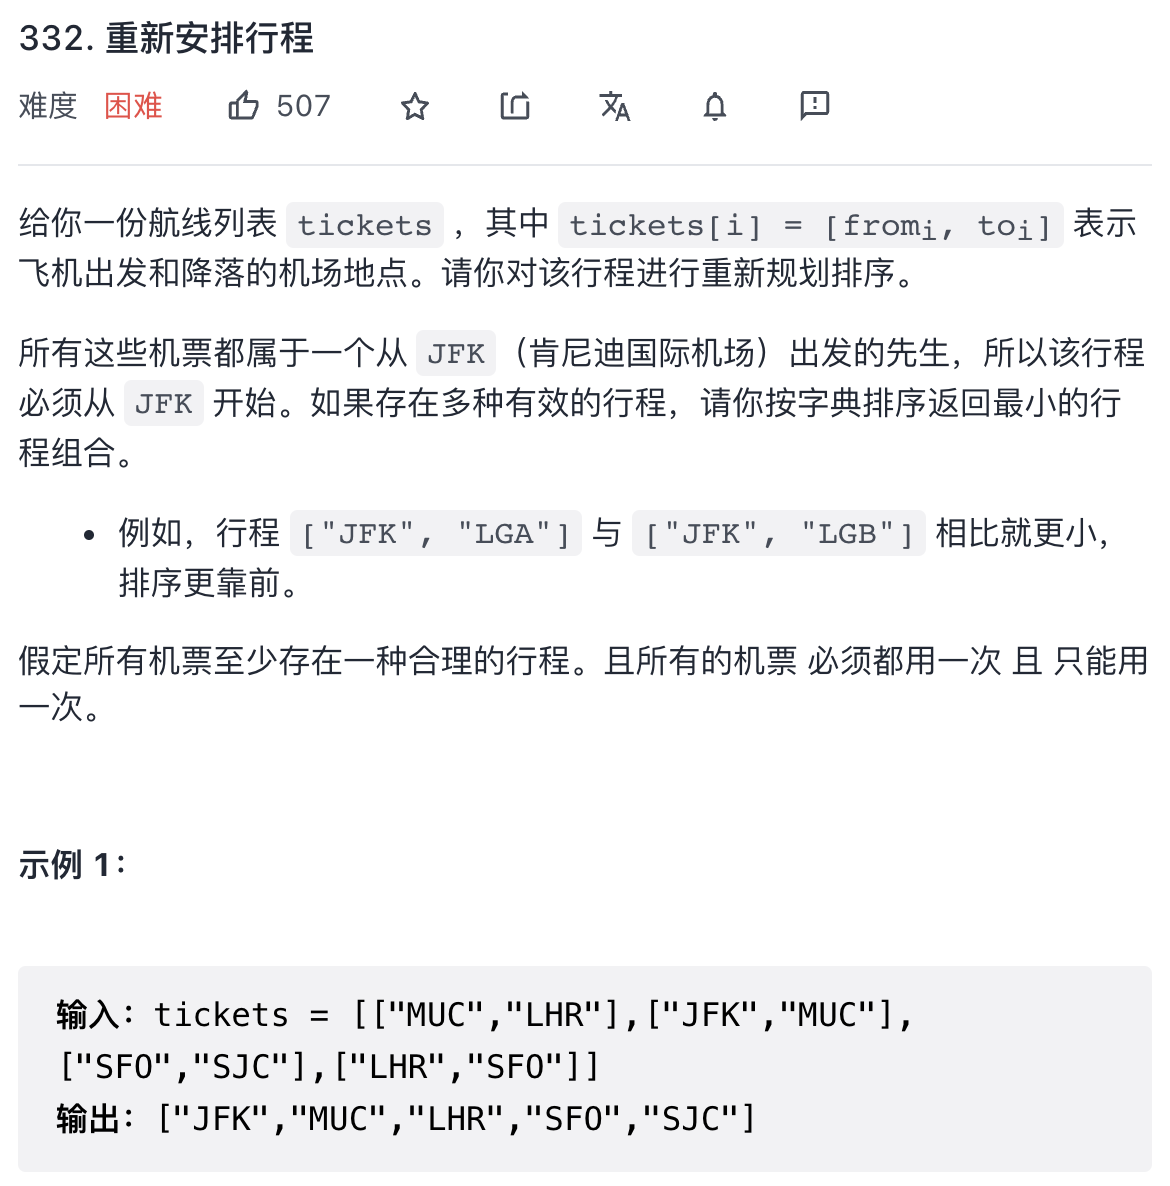 332. 重新安排行程
难度 困难 507
给你一份航线列表 tickets ，其中 tickets[i] = [fromi, toi] 表示
飞机出发和降落的机场地点。请你对该行程进行重新规划排序。
所有这些机票都属于一个从 JFK（肯尼迪国际机场）出发的先生，所以该行程
必须从 JFK 开始。如果存在多种有效的行程，请你按字典排序返回最小的行
程组合。
• 例如，行程 ["JFK", "LGA"] 与 ["JFK", "LGB"] 相比就更小，
排序更靠前。
假定所有机票至少存在一种合理的行程。且所有的机票 必须都用一次 且 只能用
一次。
示例 1：
输入：tickets = [["MUC","LHR"],["JFK","MUC"],
["SFO","SJC"],["LHR","SFO"]]
输出：["JFK","MUC","LHR","SFO","SJC"]